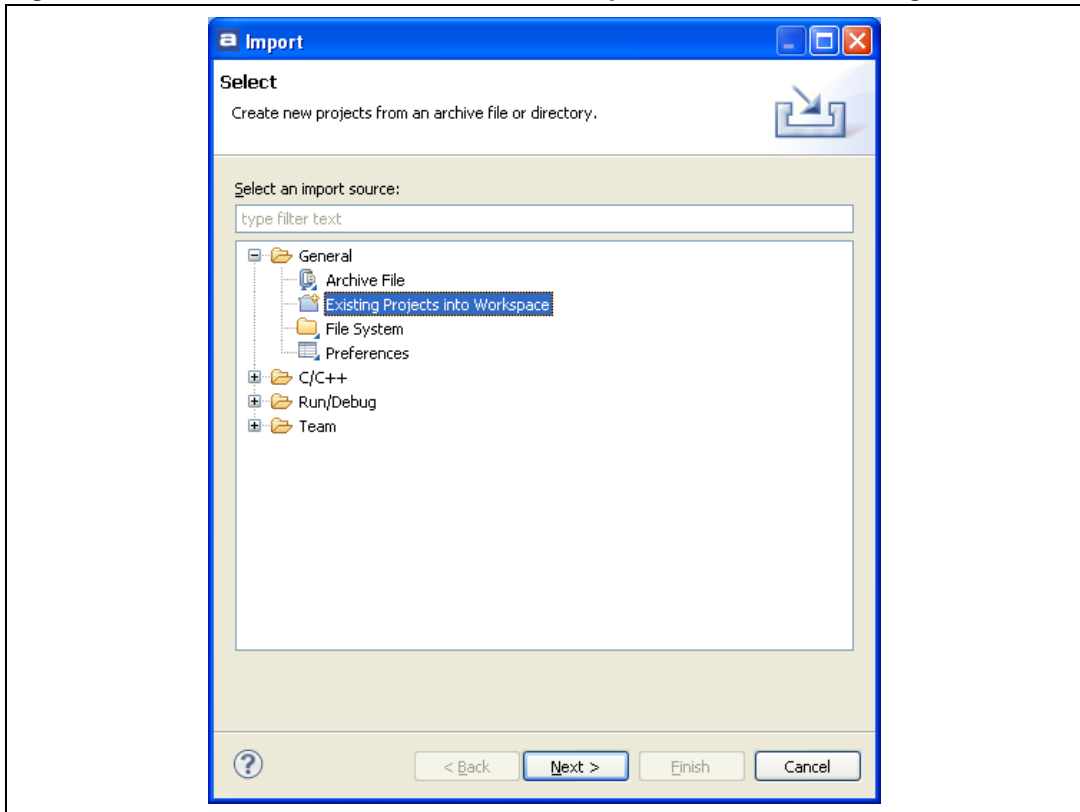 Import
Select
Create new projects from an archive file or directory.
Select an import source:
type filter text
General
Archive File
Existing Projects into Workspace
File System
Preferences
C/C++
Run/Debug
Team
< Back Next > Finish Cancel